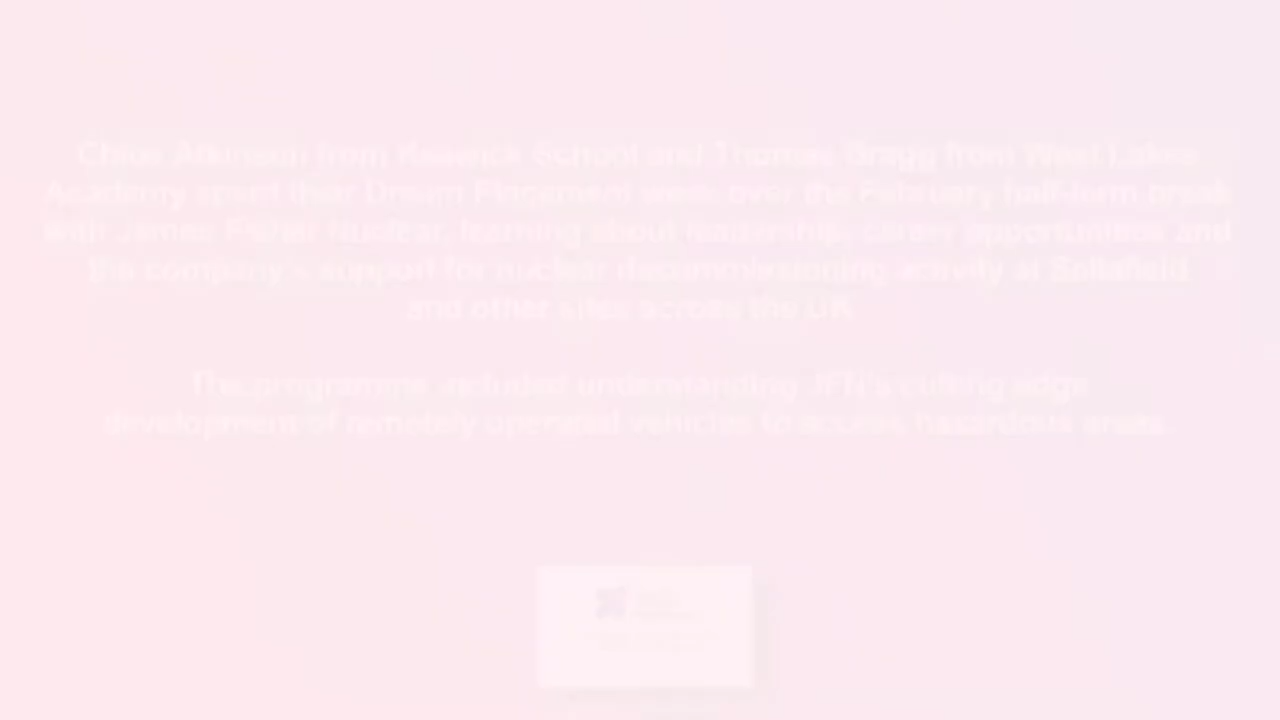 Chloe Atkinson from Keswick School and Thomas Bragg from West Lakes
Academy spent their Dream Placement week over the February half-term break
with James Fisher Nuclear, learning about leadership, career opportunities and
the company's support for nuclear decommissioning activity at Sellafield
and other sites across the UK
The programme included understanding JFN's cutting edge
development of remotely operated vehicles to access hazardous areas.